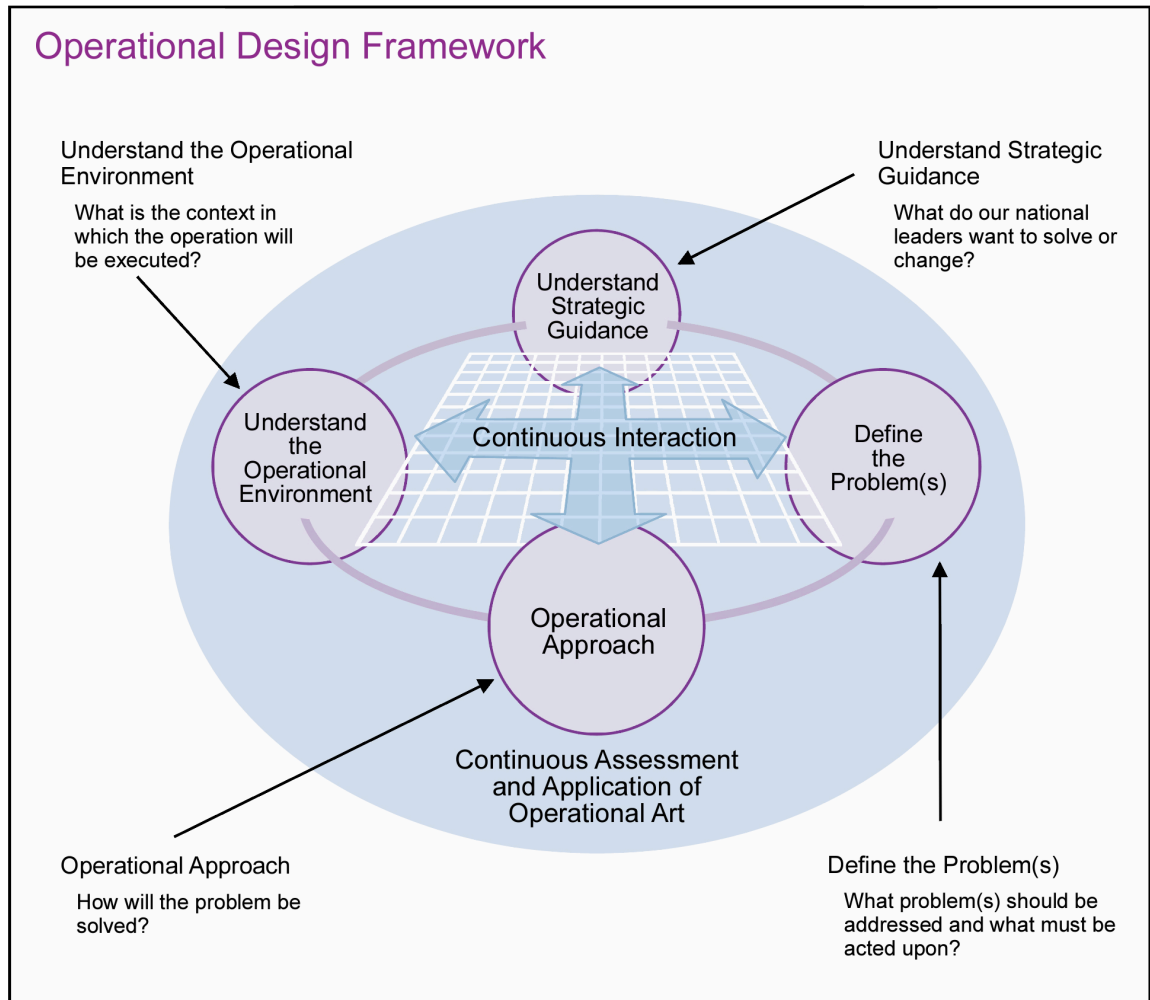 Operational Design Framework
Understand the Operational
Environment
What is the context in
which the operation will
be executed?
Understand Strategic
Guidance
What do our national
leaders want to solve or
change?
Understand
Strategic
Guidance
Understand
the
Operational
Environment
Continuous Interaction
Define
the
Problem(s)
Operational
Approach
Continuous Assessment
and Application of
Operational Art
Operational Approach
How will the problem be
solved?
Define the Problem(s)
What problem(s) should be
addressed and what must be
acted upon?